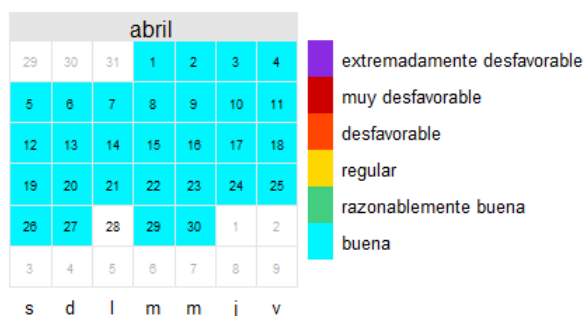 abril
29 30 31 1 2 3 4
5 6 7 8 9 10 11
12 13 14 15 16 17 18
19 20 21 22 23 24 25
26 27 28 29 30 1 2
3 4 5 6 7 8 9
s d l m m j v
extremadamente desfavorable
muy desfavorable
desfavorable
regular
razonablemente buena
buena